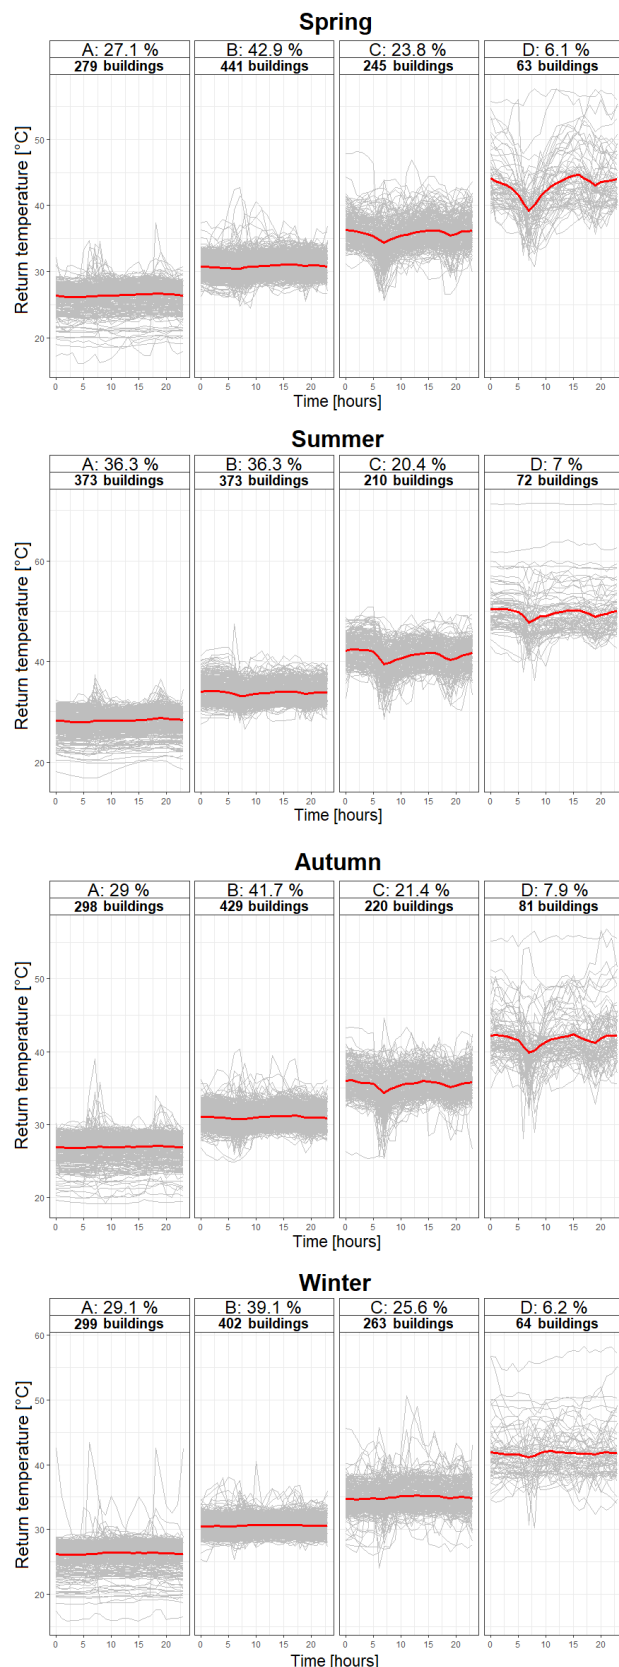 Spring
A: 27.1 % B: 42.9 % C: 23.8 % D: 6.1 %
279 buildings 441 buildings 245 buildings 63 buildings
Return temperature [°C]
50
40
30
20
0 5 10 15 20 0 5 10 15 20 0 5 10 15 20 0 5 10 15 20
Time [hours]
Summer
A: 36.3 % B: 36.3 % C: 20.4 % D: 7 %
373 buildings 373 buildings 210 buildings 72 buildings
Return temperature [°C]
60
50
40
30
20
0 5 10 15 20 0 5 10 15 20 0 5 10 15 20 0 5 10 15 20
Time [hours]
Autumn
A: 29 % B: 41.7 % C: 21.4 % D: 7.9 %
298 buildings 429 buildings 220 buildings 81 buildings
Return temperature [°C]
50
40
30
20
0 5 10 15 20 0 5 10 15 20 0 5 10 15 20 0 5 10 15 20
Time [hours]
Winter
A: 29.1 % B: 39.1 % C: 25.6 % D: 6.2 %
299 buildings 402 buildings 263 buildings 64 buildings
Return temperature [°C]
60
50
40
30
20
0 5 10 15 20 0 5 10 15 20 0 5 10 15 20 0 5 10 15 20
Time [hours]